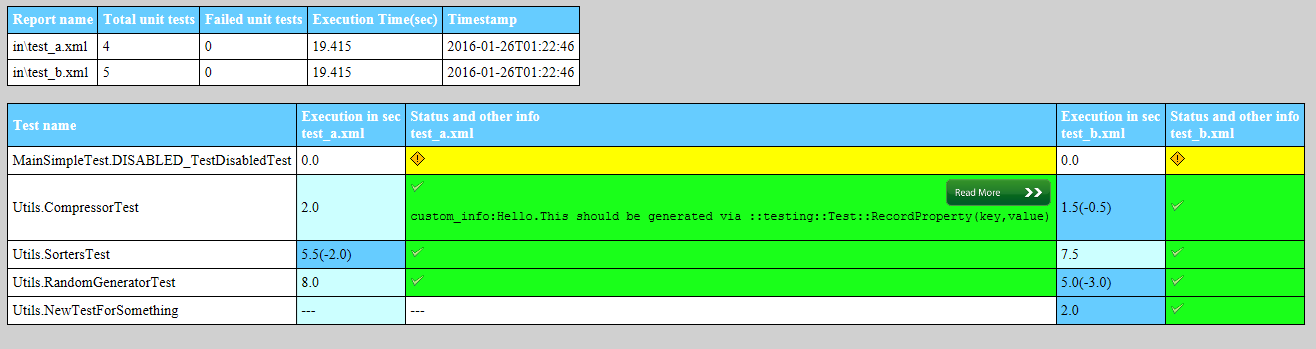 Report name Total unit tests Failed unit tests Execution Time(sec) Timestamp
in\test_a.xml 4 0 19.415 2016-01-26T01:22:46
in\test_b.xml 5 0 19.415 2016-01-26T01:22:46
Test name Execution in sec test_a.xml Status and other info test_a.xml Execution in sec test_b.xml Status and other info test_b.xml
MainSimpleTest.DISABLED_TestDisabledTest 0.0 0.0
Utils.CompressorTest 2.0 Read More custom_info:Hello.This should be generated via ::testing::Test::RecordProperty(key,value) 1.5(-0.5)
Utils.SortersTest 5.5(-2.0) 7.5
Utils.RandomGeneratorTest 8.0 5.0(-3.0)
Utils.NewTestForSomething --- --- 2.0